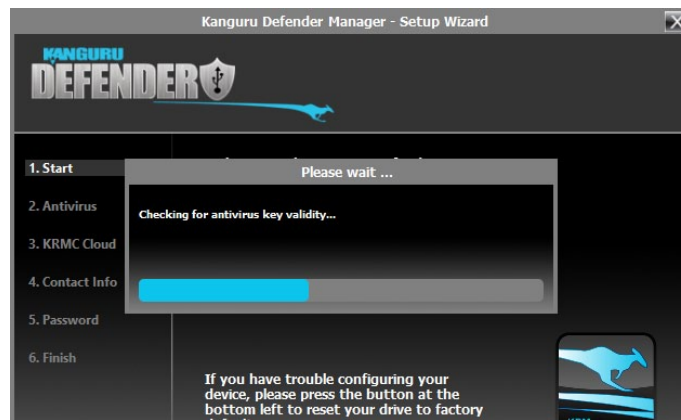 Kanguru Defender Manager - Setup Wizard
KANGURU
DEFENDER
1. Start
Please wait ...
2. Antivirus
Checking for antivirus key validity...
3. KRMC Cloud
4. Contact Info
5. Password
6. Finish
If you have trouble configuring your
device, please press the button at the
bottom left to reset your drive to factory